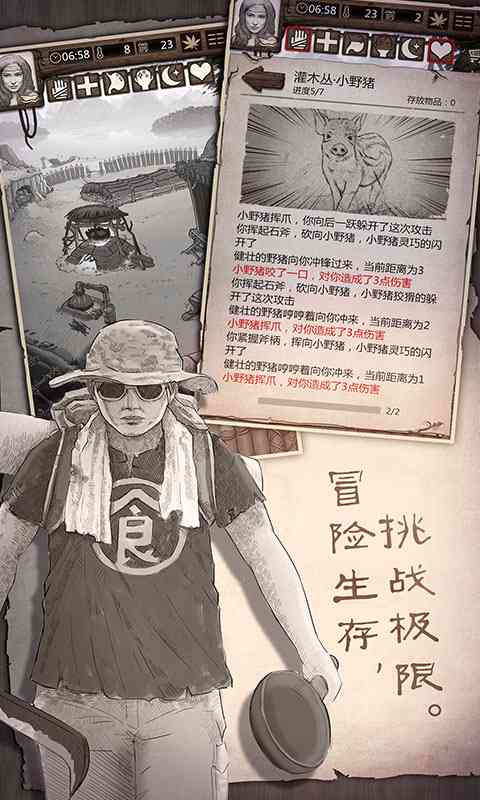 06:58
8
23
06:58
23
2
灌木丛·小野猪
进度5/7
存放物品：0
小野猪挥爪，你向后一跃躲开了这次攻击
你挥起石斧，砍向小野猪，小野猪灵巧的闪
开了
健壮的野猪向你冲锋过来，当前距离为3
小野猪咬了一口，对你造成了3点伤害
你挥起石斧，砍向小野猪，小野猪狡猾的躲
开了这次攻击
健壮的野猪哼哼着向你冲来，当前距离为2
小野猪挥爪，对你造成了3点伤害
你紧握斧柄，挥向小野猪，小野猪灵巧的闪
开了
健壮的野猪哼哼着向你冲来，当前距离为1
小野猪挥爪，对你造成了3点伤害
2/2
食
挑战极限。
冒险生存，